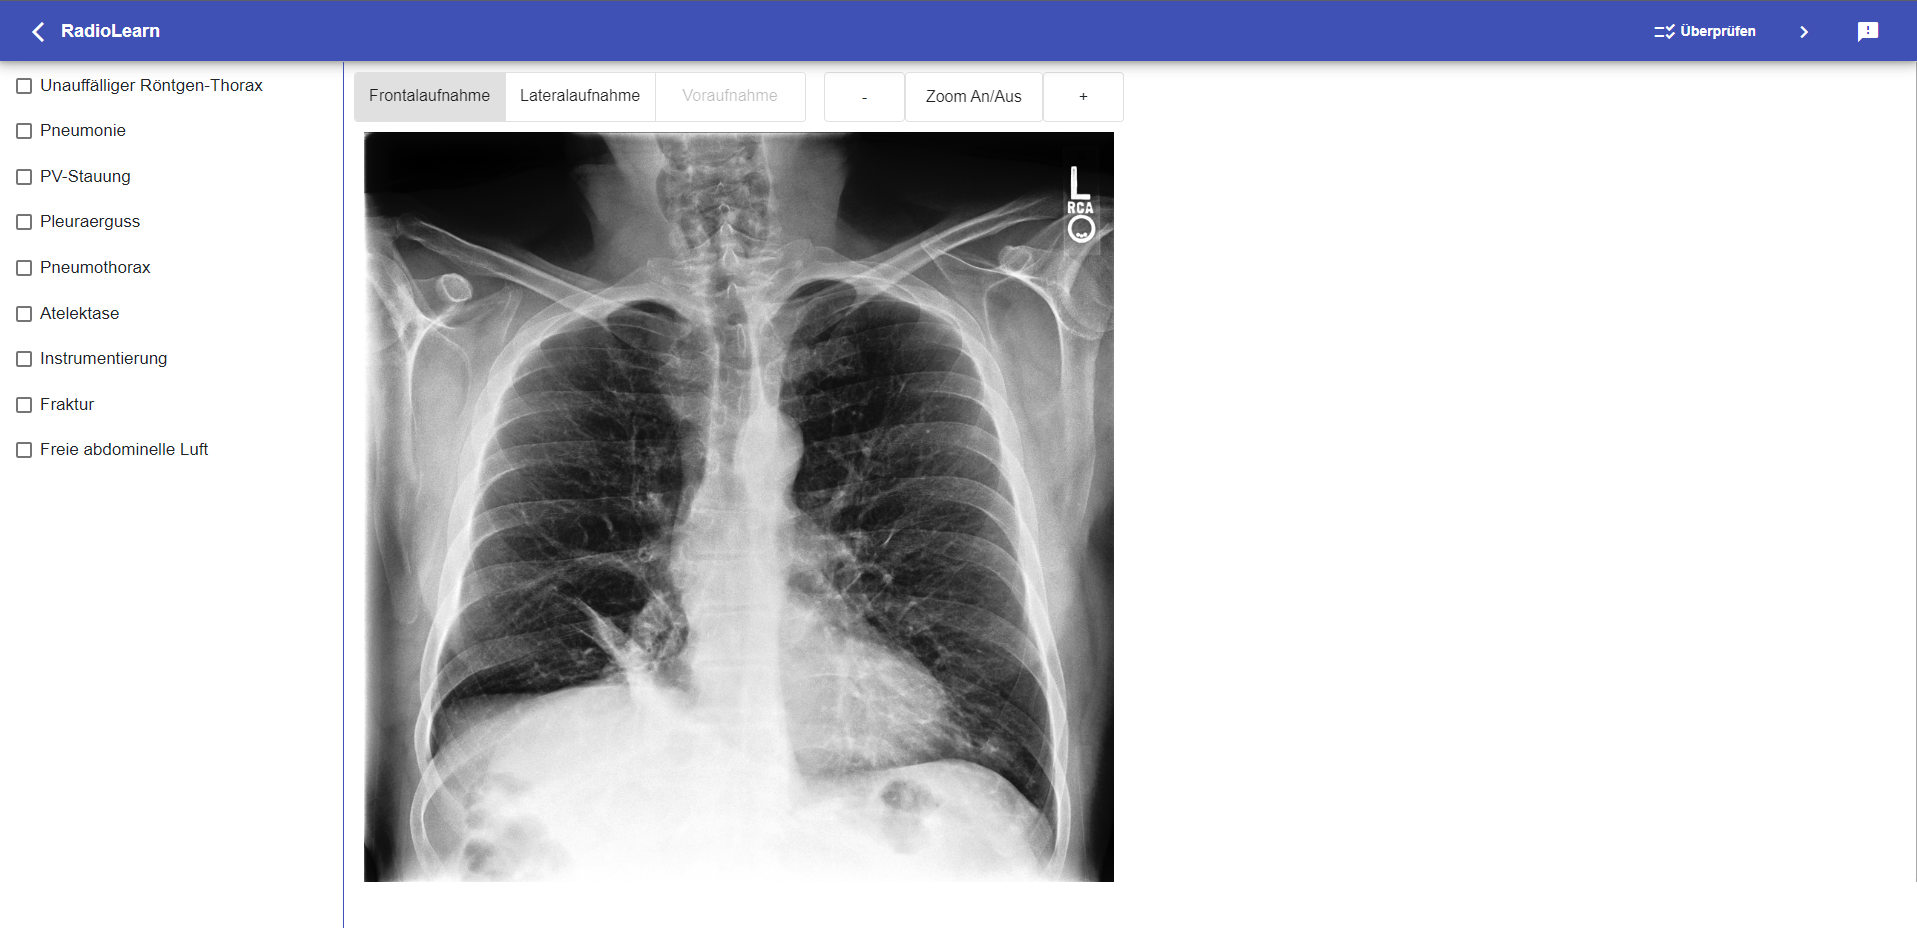 RadioLearn
Überprüfen
Unauffälliger Röntgen-Thorax
Pneumonie
PV-Stauung
Pleuraerguss
Pneumothorax
Atelektase
Instrumentierung
Fraktur
Freie abdominelle Luft
Frontalaufnahme
Lateralaufnahme
Voraufnahme
-
Zoom An/Aus
+
L
RCA